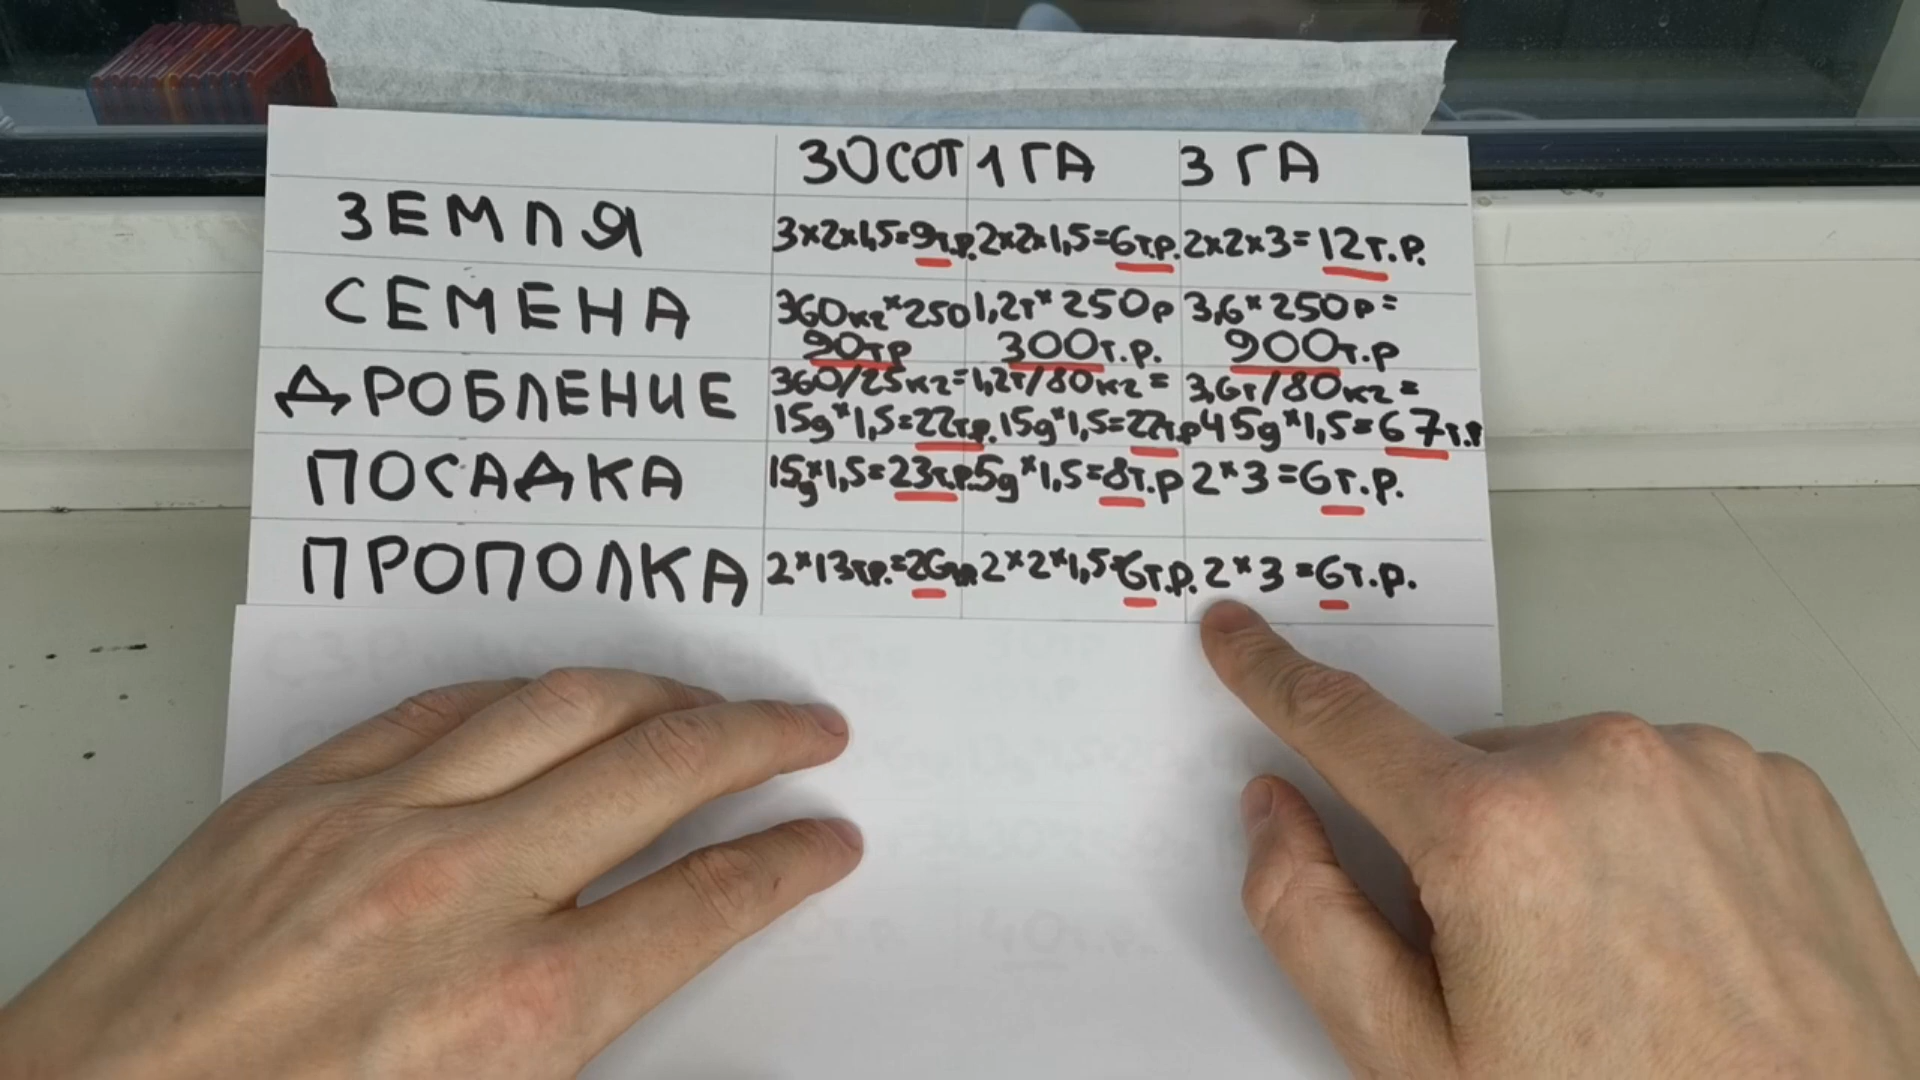 30СОТ 1 ГА 3 ГА
ЗЕМЛЯ 3×2×1,5=9т.р. 2×2×1,5=6т.р. 2×2×3=12т.р.
СЕМЕНА 360кг*250 1,2т*250р 3,6*250р=
90тр 300т.р. 900т.р
ДРОБЛЕНИЕ 360/25кг= 1,2т/80кг= 3,6т/80кг=
15g*1,5=22т.р. 15g*1,5=22т.р 45g*1,5=67т.р
ПОСАДКА 15g*1,5=23т.р. 5g*1,5=8т.р 2*3=6т.р.
ПРОПОЛКА 2*13т.р.=26т.р. 2*2*1,5=6т.р. 2*3=6т.р.